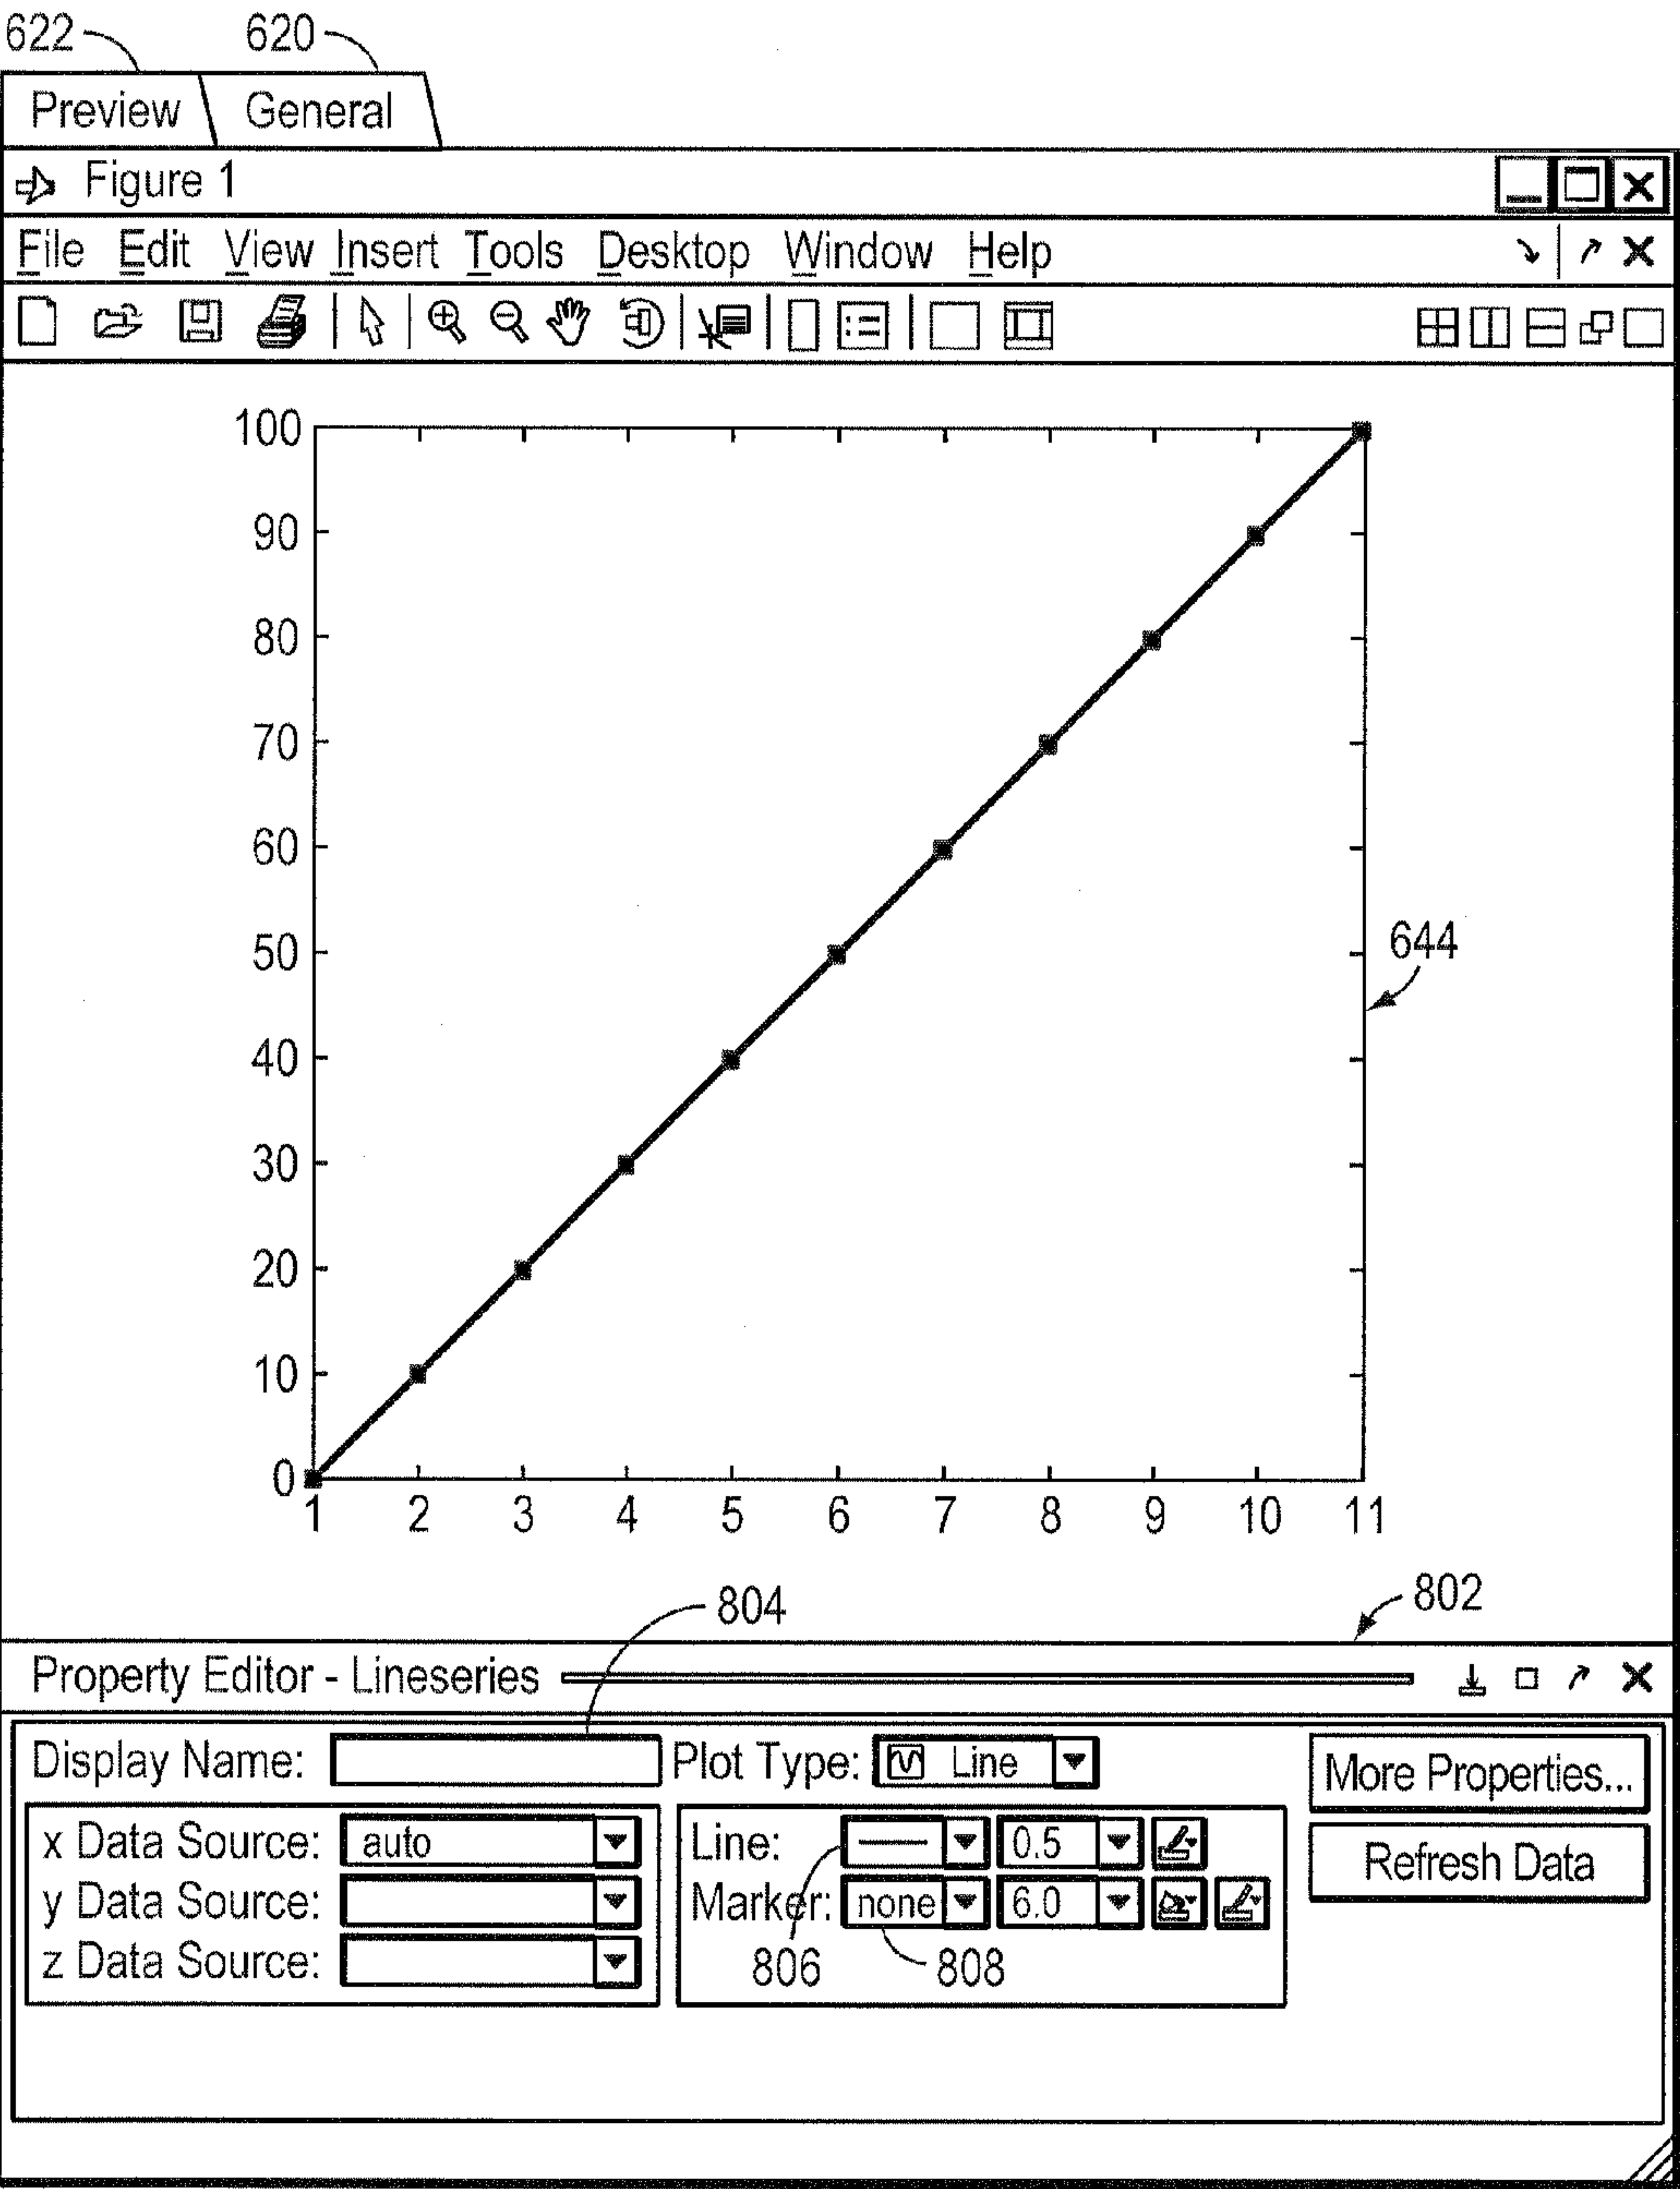 622 620
Preview General
Figure 1
File Edit View Insert Tools Desktop Window Help
100
90
80
70
60
50
644
40
30
20
10
0
1 2 3 4 5 6 7 8 9 10 11
804 802
Property Editor - Lineseries
Display Name: Plot Type: Line More Properties...
x Data Source: auto Line: 0.5 Refresh Data
y Data Source: Marker: none 6.0
z Data Source: 806 808